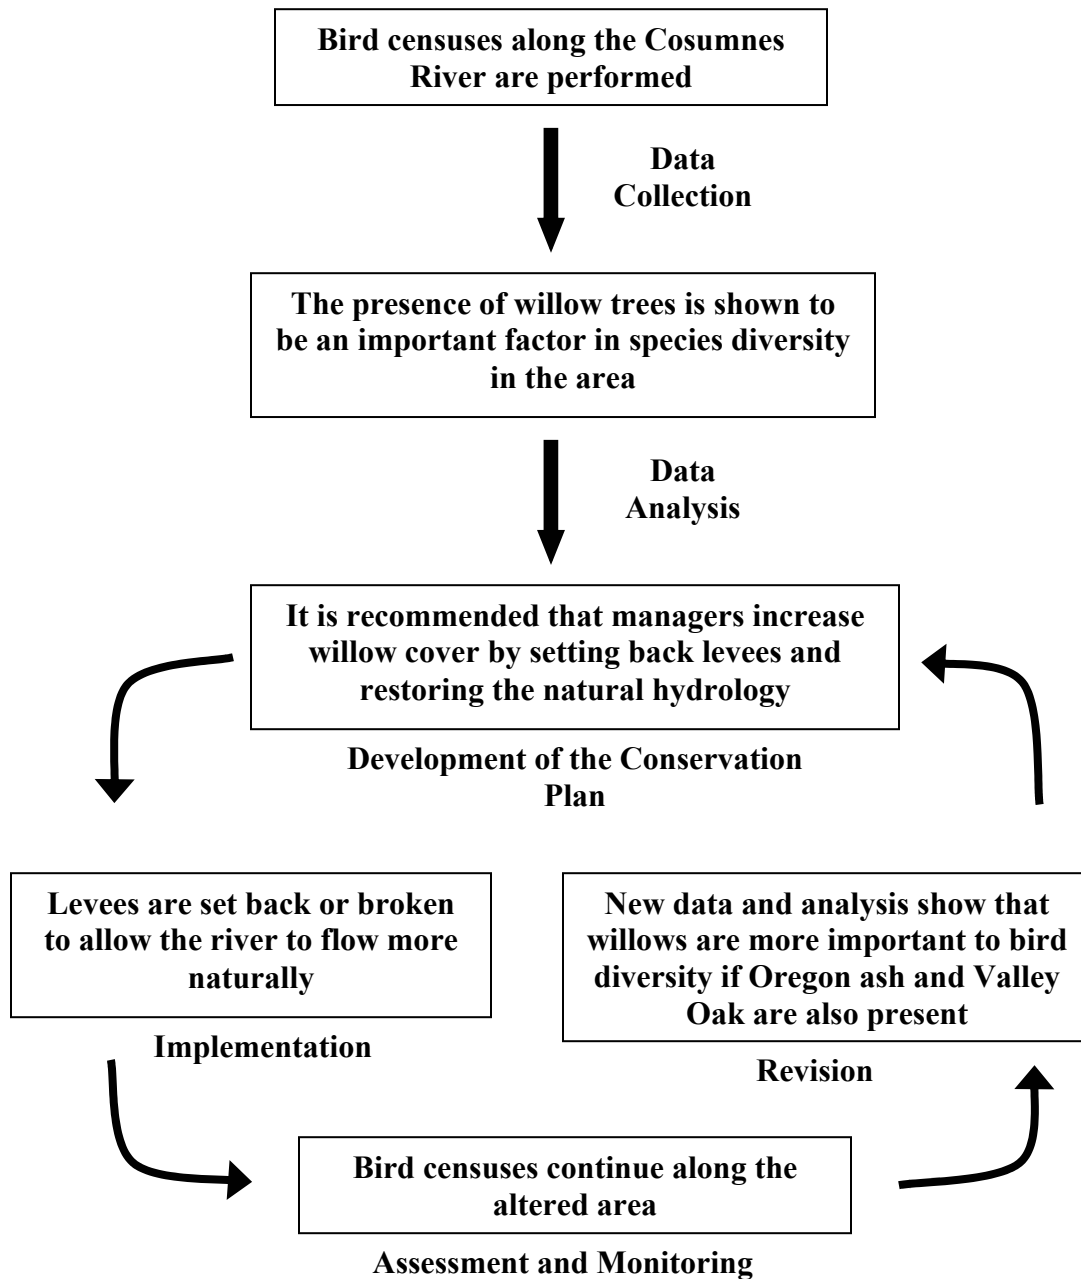 Bird censuses along the Cosumnes
River are performed
Data
Collection
The presence of willow trees is shown to
be an important factor in species diversity
in the area
Data
Analysis
It is recommended that managers increase
willow cover by setting back levees and
restoring the natural hydrology
Development of the Conservation
Plan
Levees are set back or broken
to allow the river to flow more
naturally
Implementation
Bird censuses continue along the
altered area
Assessment and Monitoring
New data and analysis show that
willows are more important to bird
diversity if Oregon ash and Valley
Oak are also present
Revision